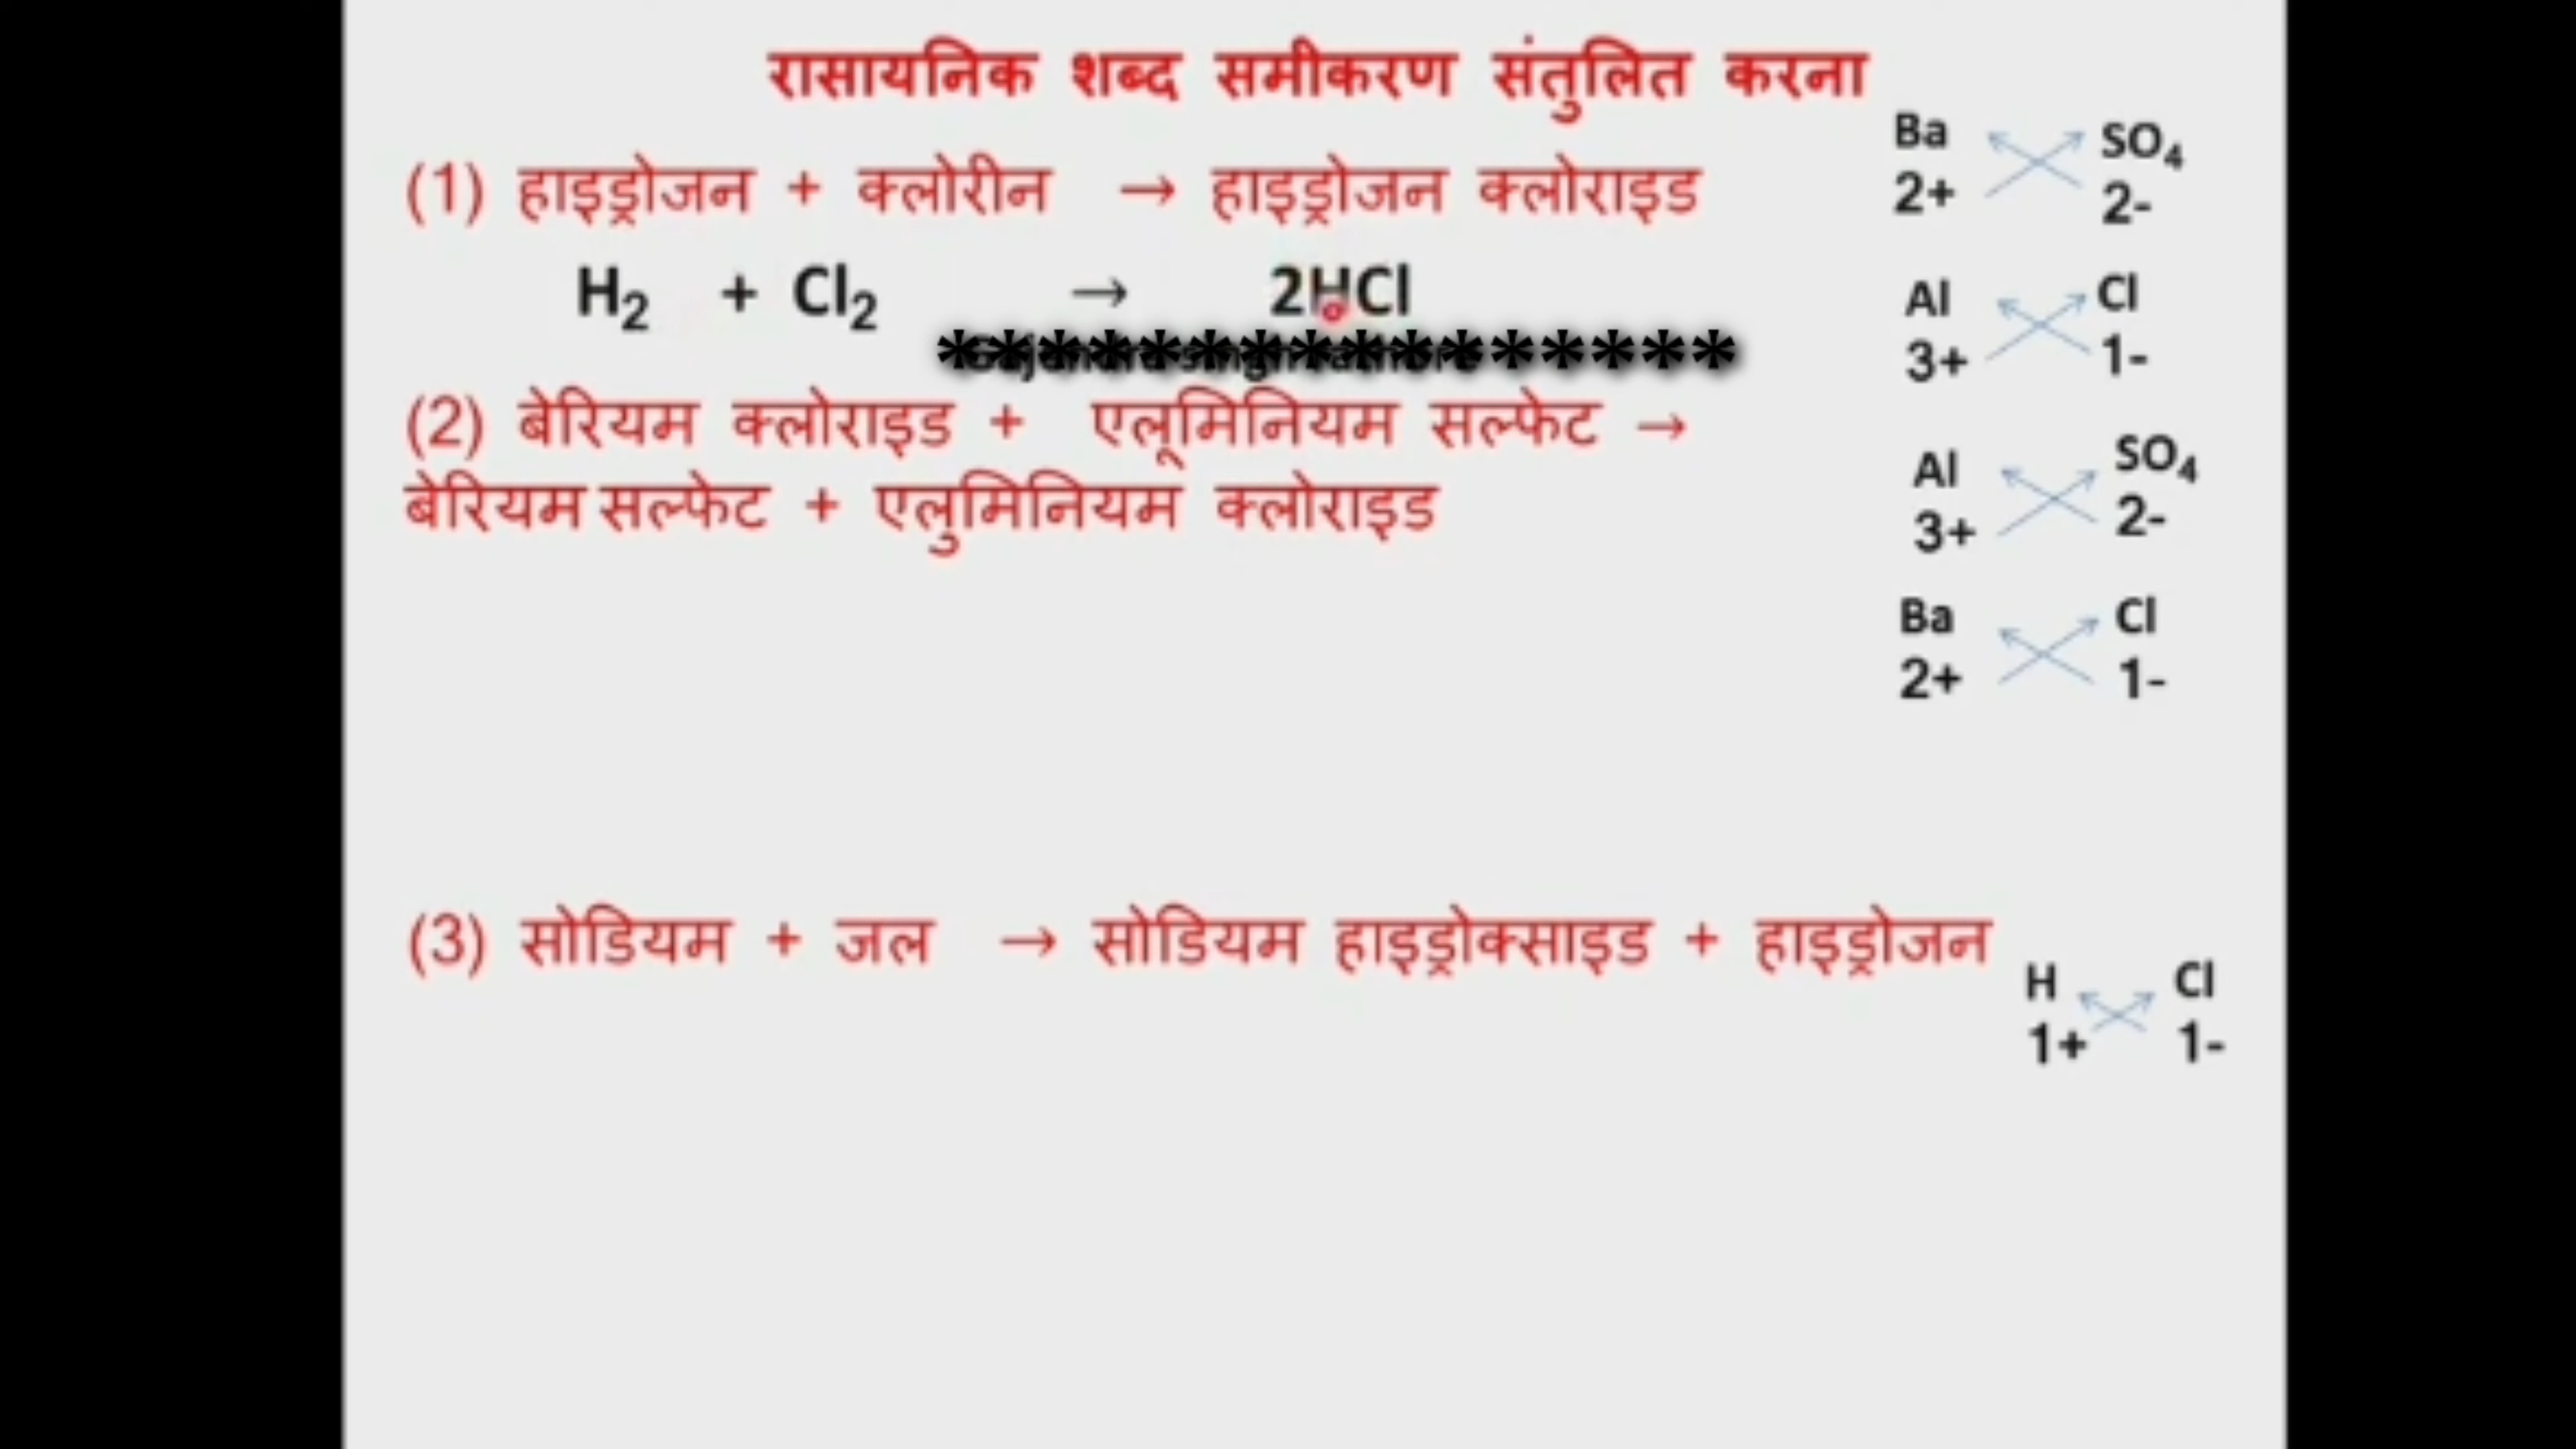 रासायनिक शब्द समीकरण संतुलित करना
(1) हाइड्रोजन + क्लोरीन → हाइड्रोजन क्लोराइड
H₂ + Cl₂ → 2HCl
****************
(2) बेरियम क्लोराइड + एलूमिनियम सल्फेट →
बेरियम सल्फेट + एलुमिनियम क्लोराइड
(3) सोडियम + जल → सोडियम हाइड्रोक्साइड + हाइड्रोजन
Ba SO₄
2+ 2-
Al Cl
3+ 1-
Al SO₄
3+ 2-
Ba Cl
2+ 1-
H Cl
1+ 1-